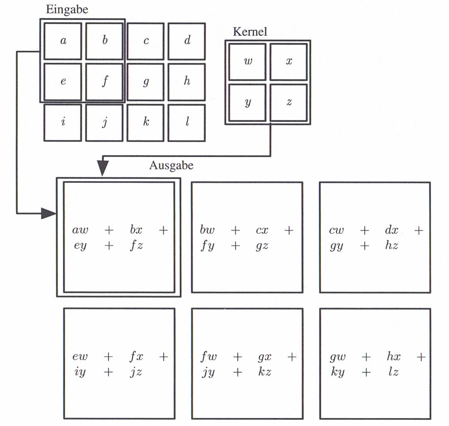 Eingabe
Kernel
a b c d
w x
e f g h
y z
i j k l
Ausgabe
aw + bx +
ey + fz
bw + cx +
fy + gz
cw + dx +
gy + hz
ew + fx +
iy + jz
fw + gx +
jy + kz
gw + hx +
ky + lz